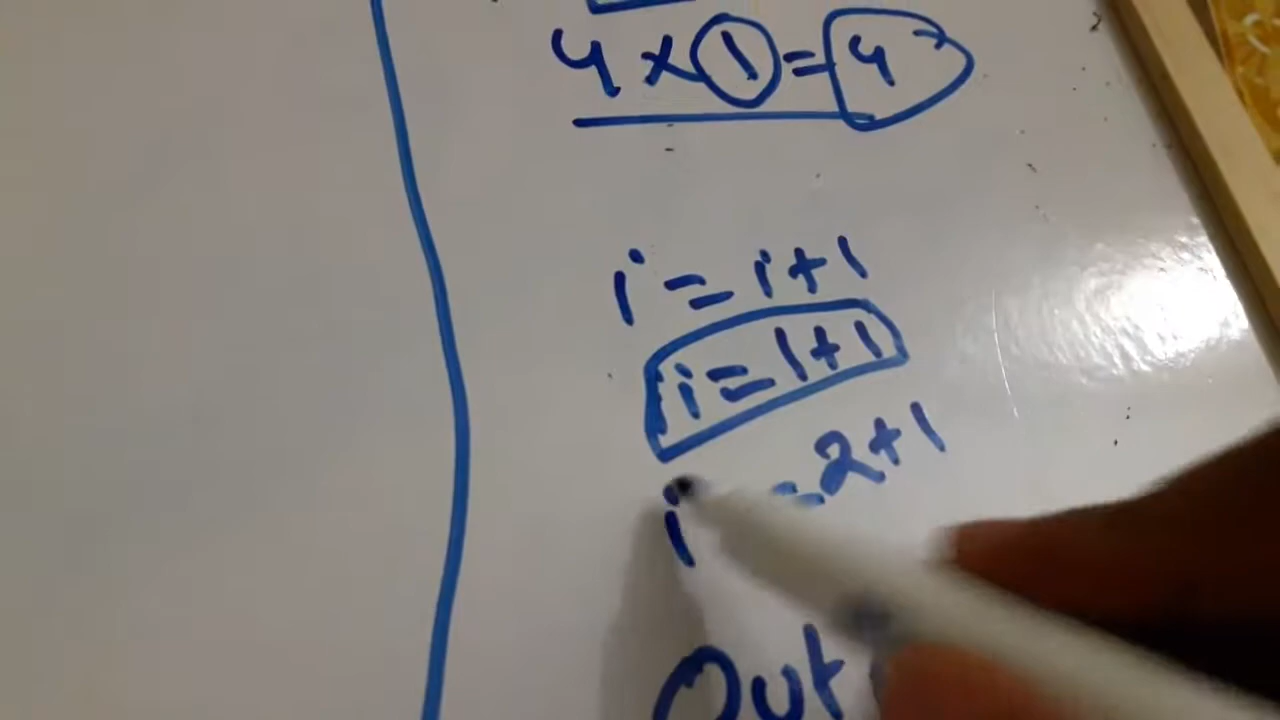 4 × 1 = 4
i = i + 1
i = 1 + 1
i = 2 + 1
Out